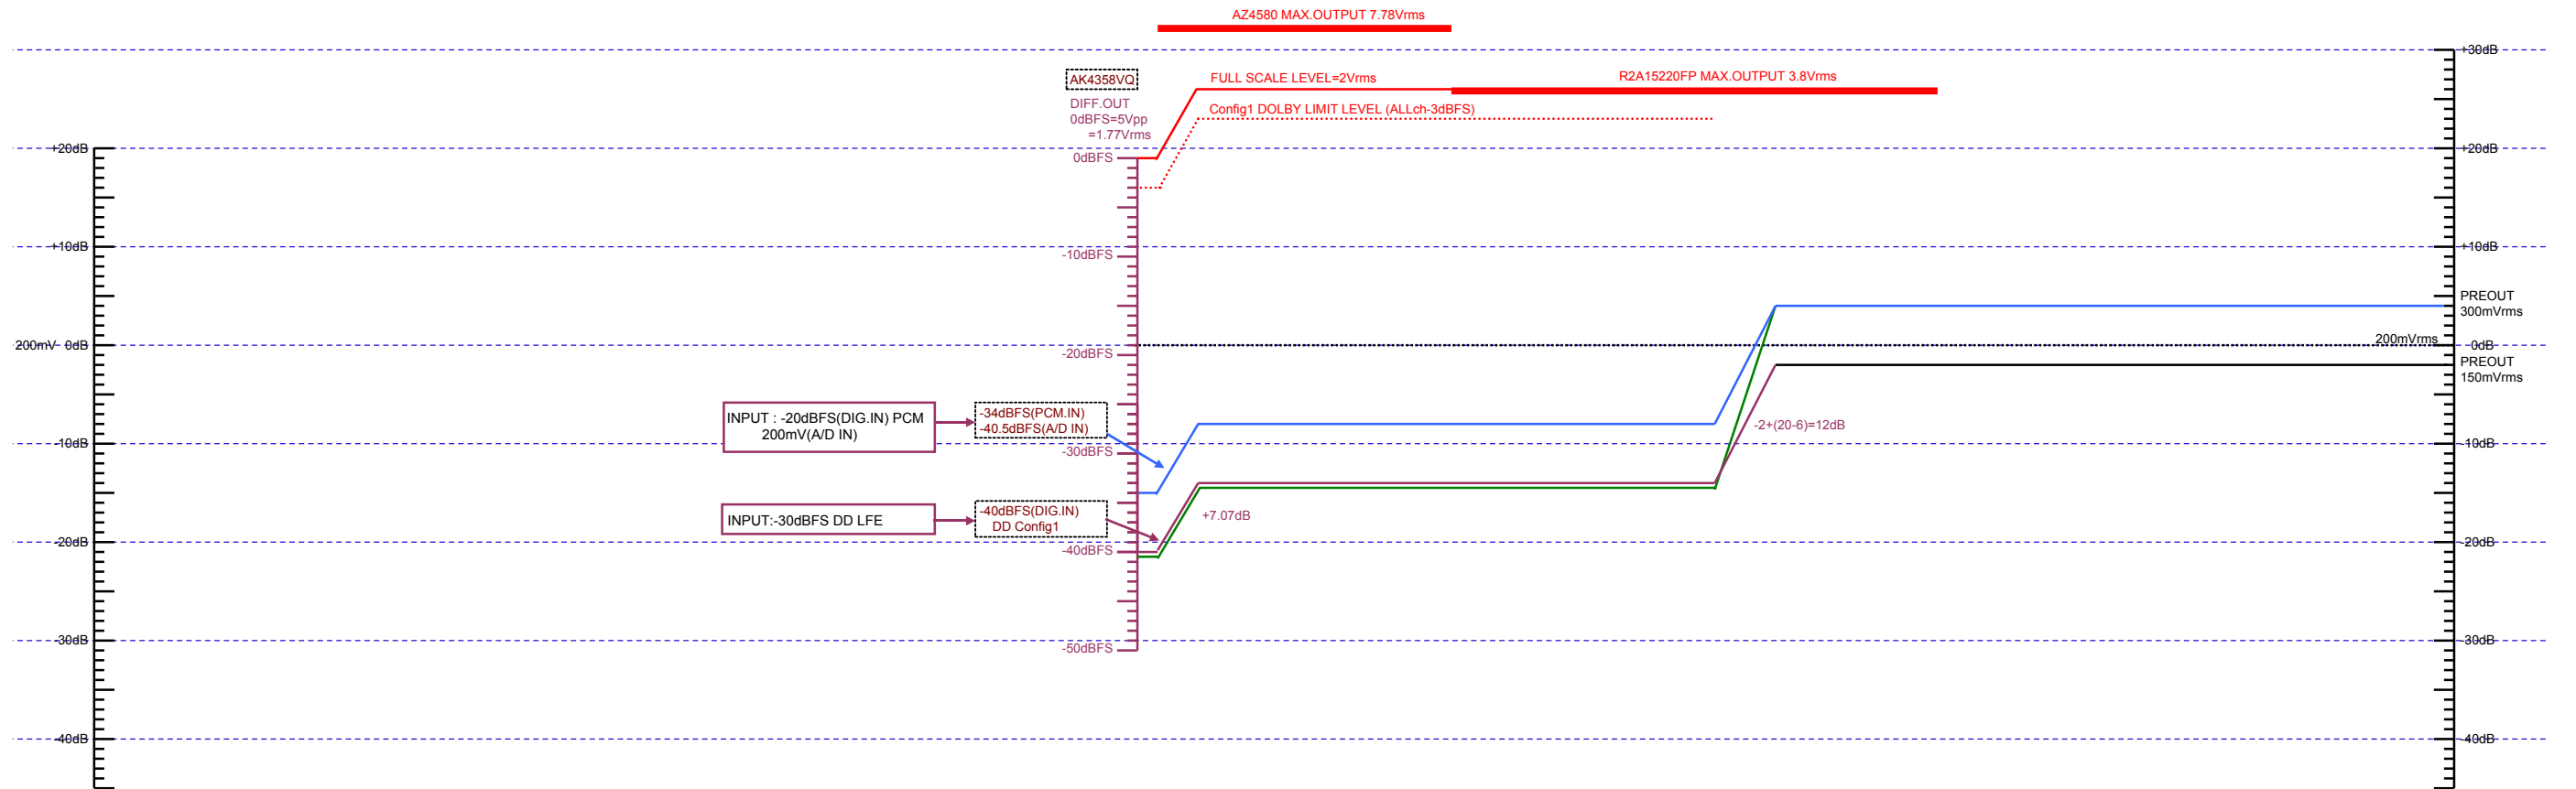 AZ4580 MAX.OUTPUT 7.78Vrms
+30dB
AK4358VQ
FULL SCALE LEVEL=2Vrms
R2A15220FP MAX.OUTPUT 3.8Vrms
DIFF.OUT
0dBFS=5Vpp
=1.77Vrms
Config1 DOLBY LIMIT LEVEL (ALLch-3dBFS)
+20dB
0dBFS
+20dB
+10dB
-10dBFS
+10dB
PREOUT
300mVrms
200mV 0dB
-20dBFS
200mVrms
0dB
PREOUT
150mVrms
INPUT : -20dBFS(DIG.IN) PCM
200mV(A/D IN)
-34dBFS(PCM.IN)
-40.5dBFS(A/D IN)
-2+(20-6)=12dB
-10dB
-30dBFS
-10dB
INPUT:-30dBFS DD LFE
-40dBFS(DIG.IN)
DD Config1
+7.07dB
-20dB
-40dBFS
-20dB
-30dB
-50dBFS
-30dB
-40dB
-40dB